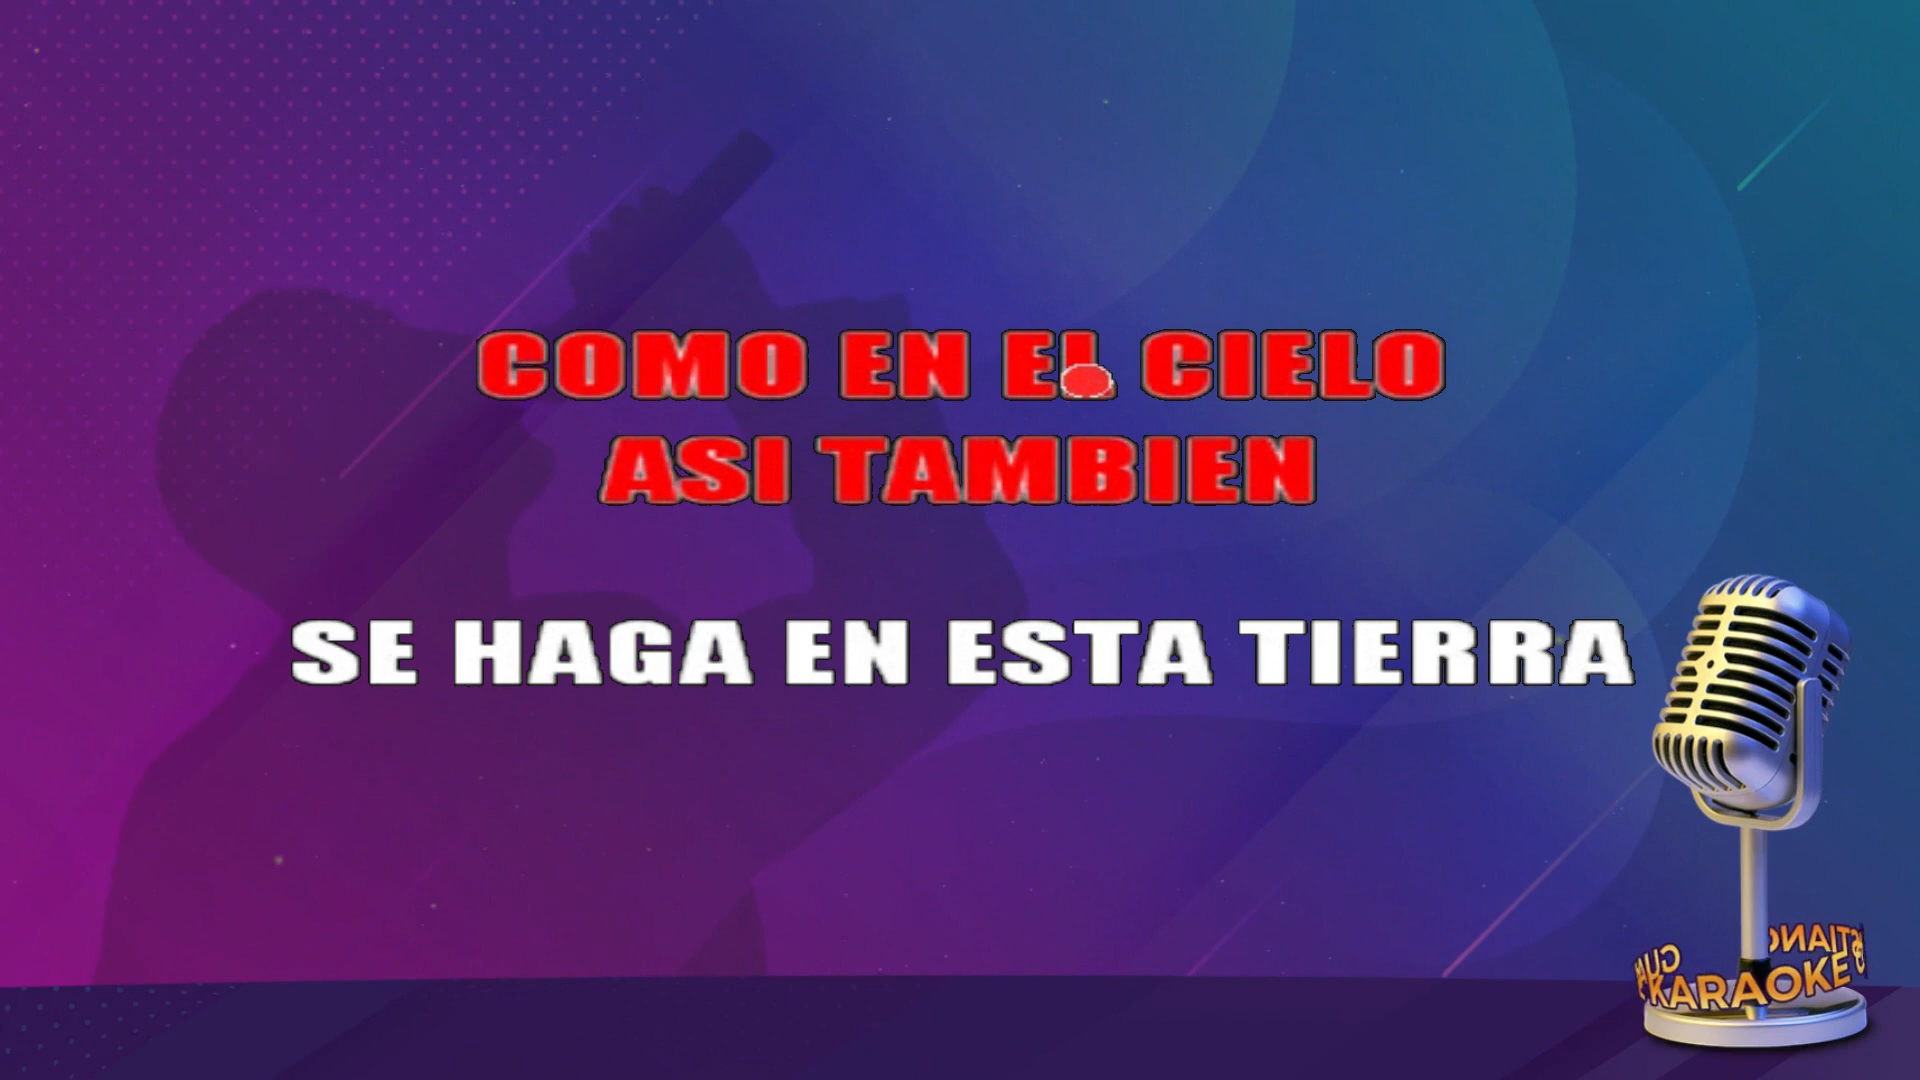 COMO EN EL CIELO
ASI TAMBIEN
SE HAGA EN ESTA TIERRA
KARAOKE